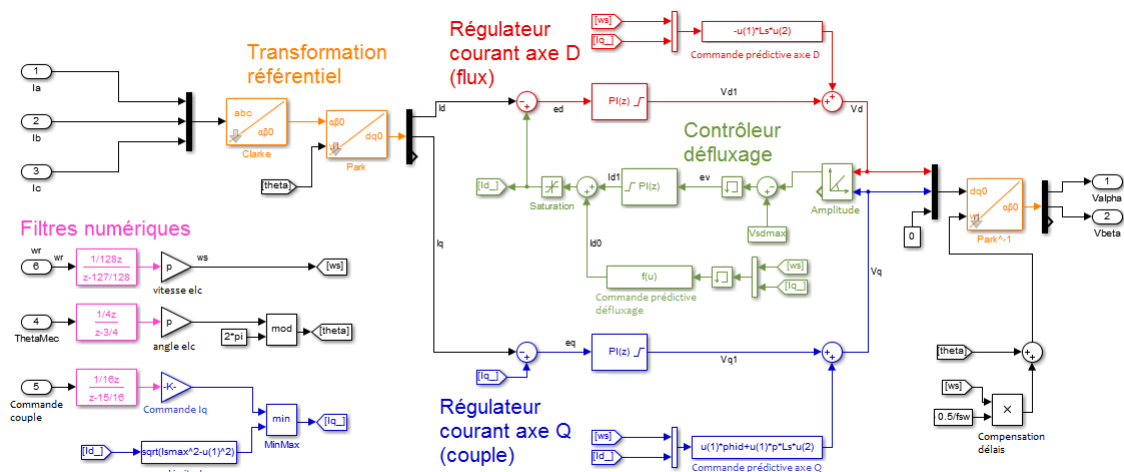 Régulateur
courant axe D
(flux)
[ws]
[Iq_]
-u(1)*Ls*u(2)
Commande prédictive axe D
Transformation
référentiel
1
Ia
2
Ib
3
Ic
abc
αβ0
Clarke
αβ0
dq0
Park
[theta]
Id
ed
PI(z)
Vd1
Vd
Contrôleur
défluxage
[Id_]
Saturation
Id1
PI(z)
ev
Amplitude
Vsdmax
Id0
f(u)
Commande prédictive
défluxage
[ws]
[Iq_]
Iq
Vq
0
dq0
αβ0
Park^-1
1
Valpha
2
Vbeta
Filtres numériques
wr
6
wr
1/128z
z-127/128
p
ws
[ws]
vitesse elc
4
ThetaMec
1/4z
z-3/4
p
angle elc
2*pi
mod
[theta]
5
Commande
couple
1/16z
z-15/16
-K-
Commande Iq
min
MinMax
[Iq_]
[Id_]
sqrt(Ismax^2-u(1)^2)
eq
[Iq_]
PI(z)
Vq1
Régulateur
courant axe Q
(couple)
[ws]
[Id_]
u(1)*phid+u(1)*p*Ls*u(2)
Commande prédictive axe Q
[theta]
[ws]
0.5/fsw
×
Compensation
délais